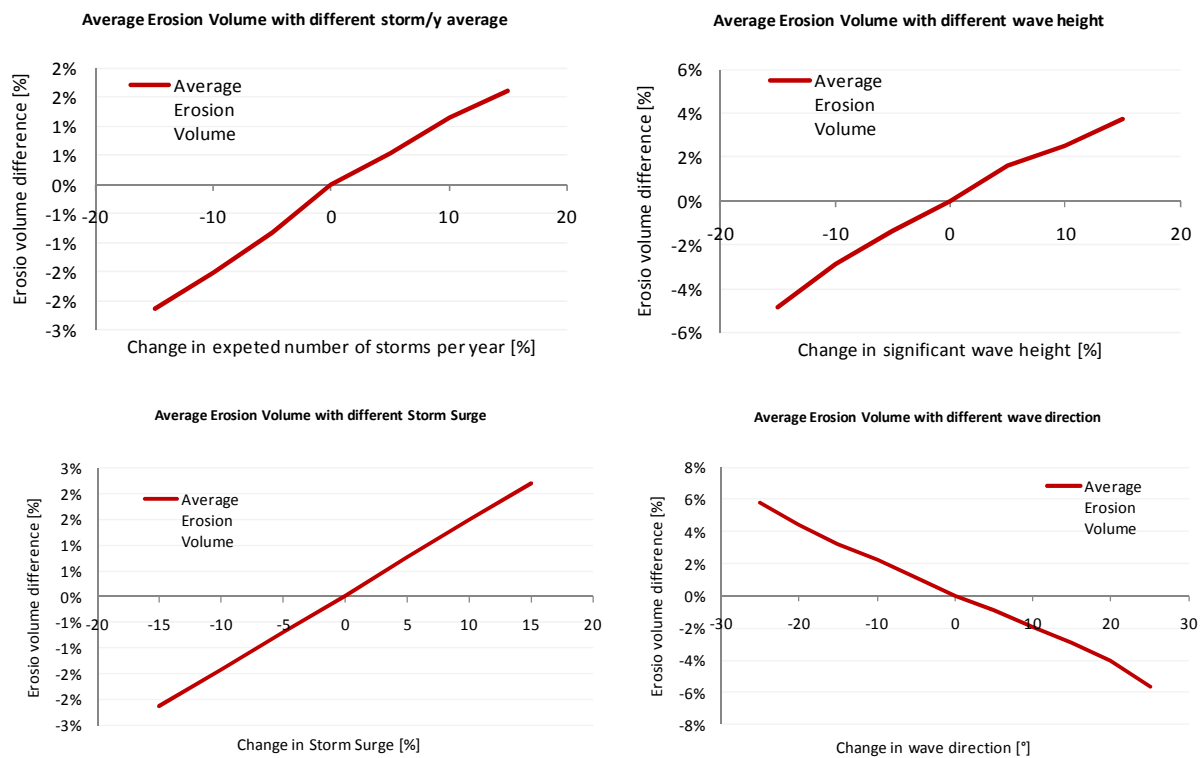 Average Erosion Volume with different storm/y average
2%
2%
1%
1%
0%
-1%
-1%
-2%
-2%
-3%
-20
-10
0
10
20
Erosio volume difference [%]
Average
Erosion
Volume
Change in expeted number of storms per year [%]
Average Erosion Volume with different wave height
6%
4%
2%
0%
-2%
-4%
-6%
-20
-10
0
10
20
Erosio volume difference [%]
Average
Erosion
Volume
Change in significant wave height [%]
Average Erosion Volume with different Storm Surge
3%
2%
2%
1%
1%
0%
-1%
-1%
-2%
-2%
-3%
-20
-15
-10
-5
0
5
10
15
20
Erosio volume difference [%]
Average
Erosion
Volume
Change in Storm Surge [%]
Average Erosion Volume with different wave direction
8%
6%
4%
2%
0%
-2%
-4%
-6%
-8%
-30
-20
-10
0
10
20
30
Erosio volume difference [%]
Average
Erosion
Volume
Change in wave direction [°]